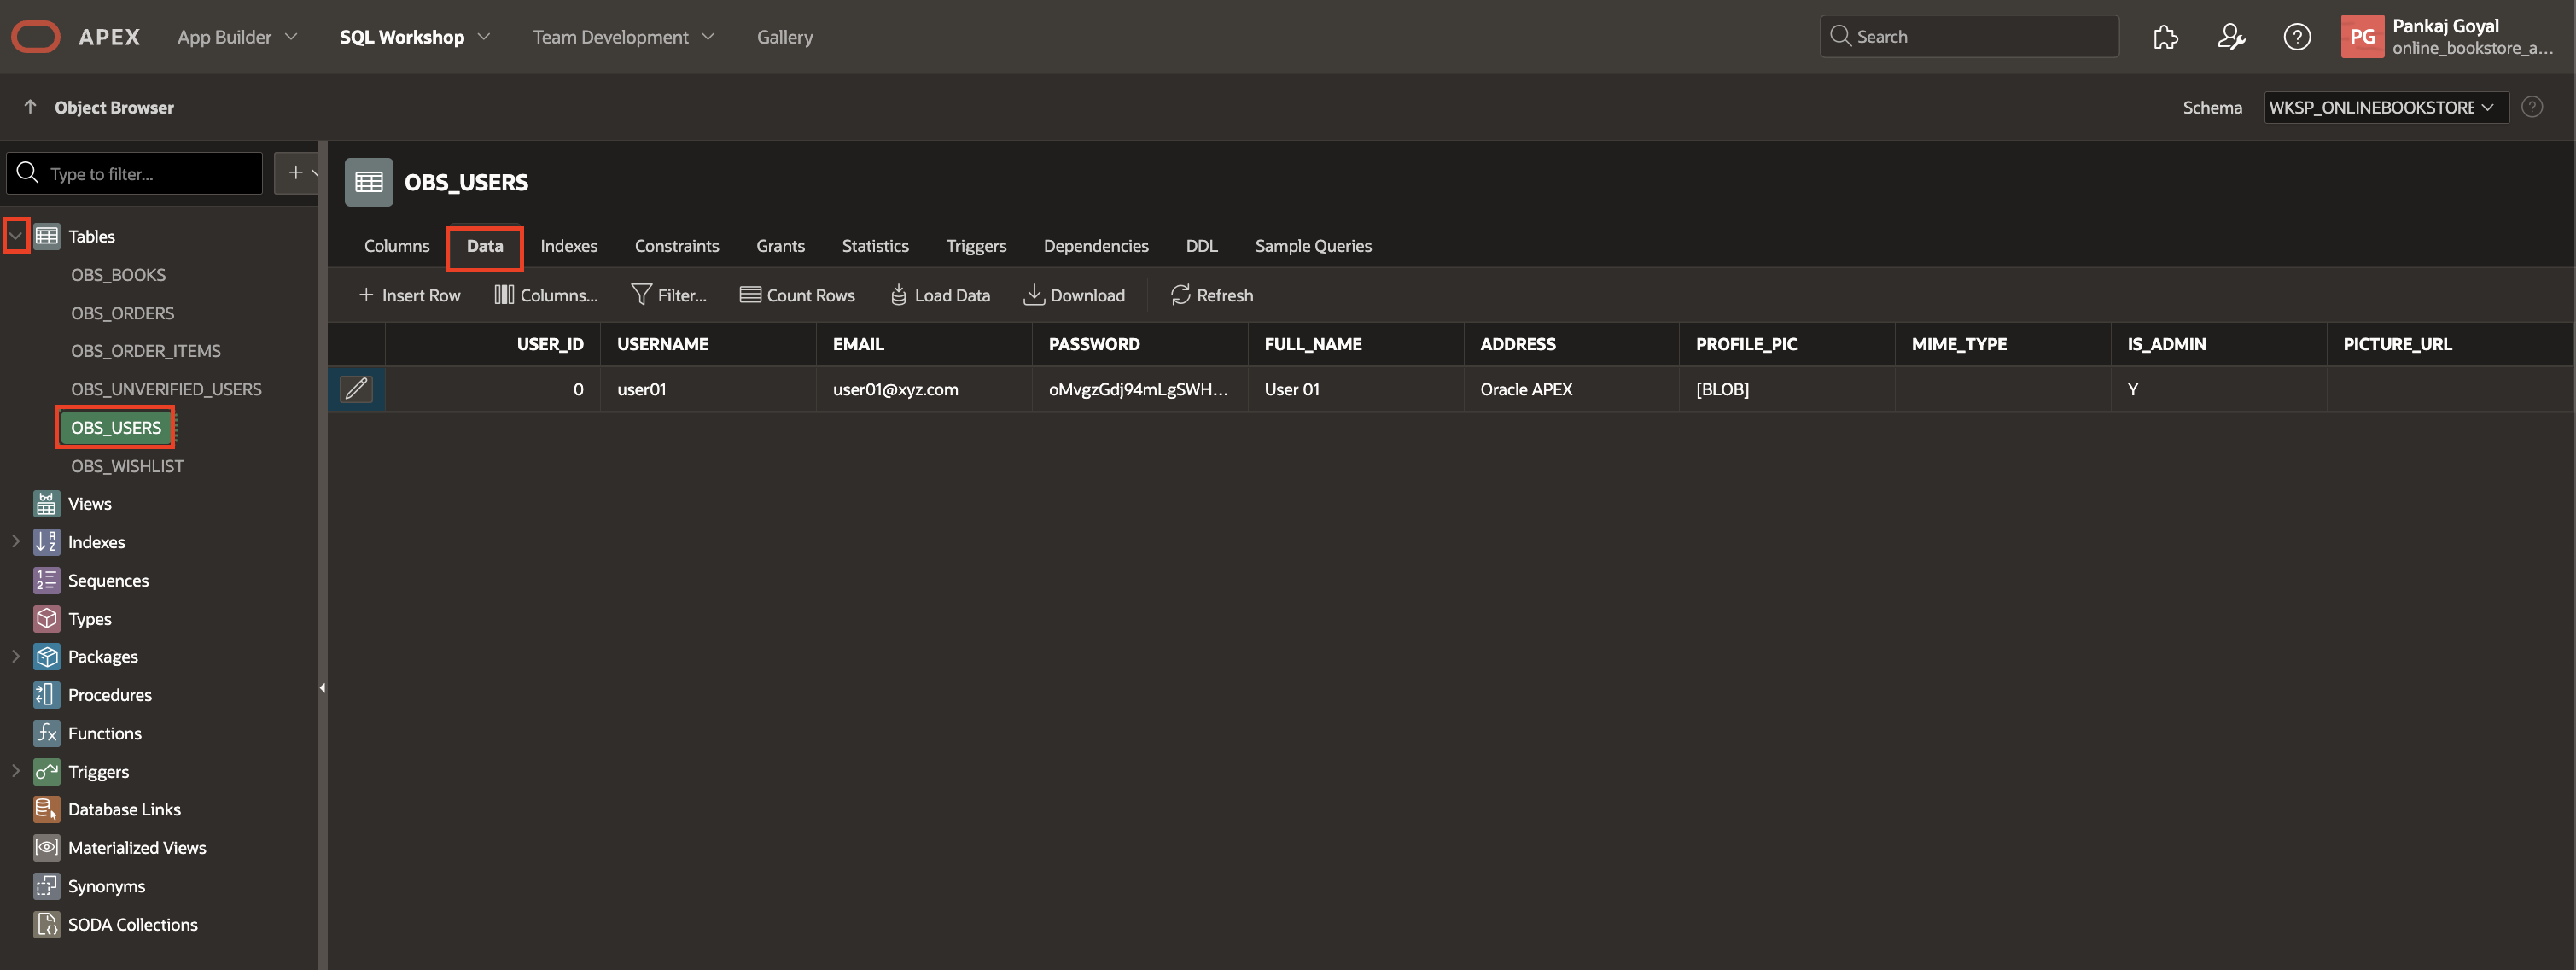 APEX App Builder SQL Workshop Team Development Gallery Search PG Pankaj Goyal
online_bookstore_a...
Object Browser Schema WKSP_ONLINEBOOKSTORE
Type to filter...
OBS_USERS
Columns Data Indexes Constraints Grants Statistics Triggers Dependencies DDL Sample Queries
Insert Row Columns... Filter... Count Rows Load Data Download Refresh
USER_ID USERNAME EMAIL PASSWORD FULL_NAME ADDRESS PROFILE_PIC MIME_TYPE IS_ADMIN PICTURE_URL
0 user01 user01@xyz.com oMvgzGdj94mLgSWH... User 01 Oracle APEX [BLOB] Y
Tables
OBS_BOOKS
OBS_ORDERS
OBS_ORDER_ITEMS
OBS_UNVERIFIED_USERS
OBS_USERS
OBS_WISHLIST
Views
Indexes
Sequences
Types
Packages
Procedures
Functions
Triggers
Database Links
Materialized Views
Synonyms
SODA Collections